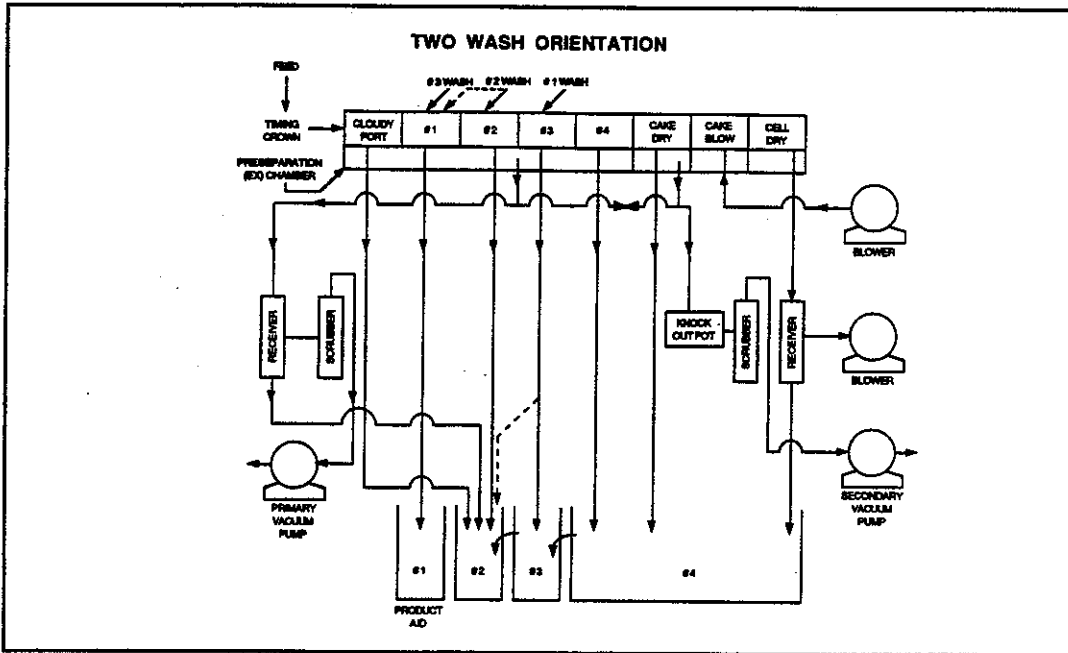 TWO WASH ORIENTATION
FEED
#3 WASH
#2 WASH
#1 WASH
TIMING
CROWN
CLOUDY
PORT
#1
#2
#3
#4
CAKE
DRY
CAKE
BLOW
CELL
DRY
PRESEPARATION
(EX) CHAMBER
BLOWER
RECEIVER
SCRUBBER
KNOCK
OUT POT
SCRUBBER
RECEIVER
BLOWER
PRIMARY
VACUUM
PUMP
SECONDARY
VACUUM
PUMP
#1
#2
#3
#4
PRODUCT
AID